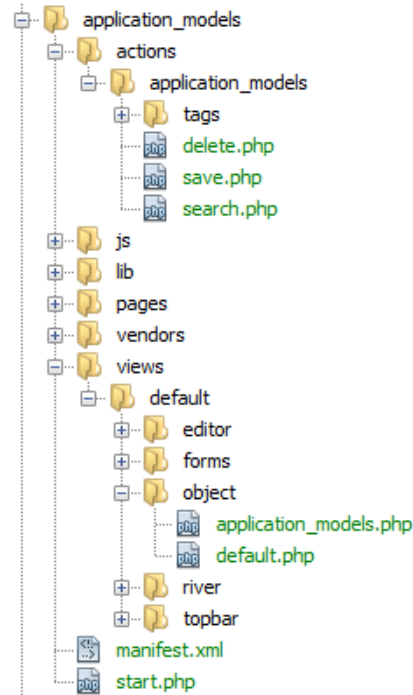 application_models
actions
application_models
tags
delete.php
save.php
search.php
js
lib
pages
vendors
views
default
editor
forms
object
application_models.php
default.php
river
topbar
manifest.xml
start.php